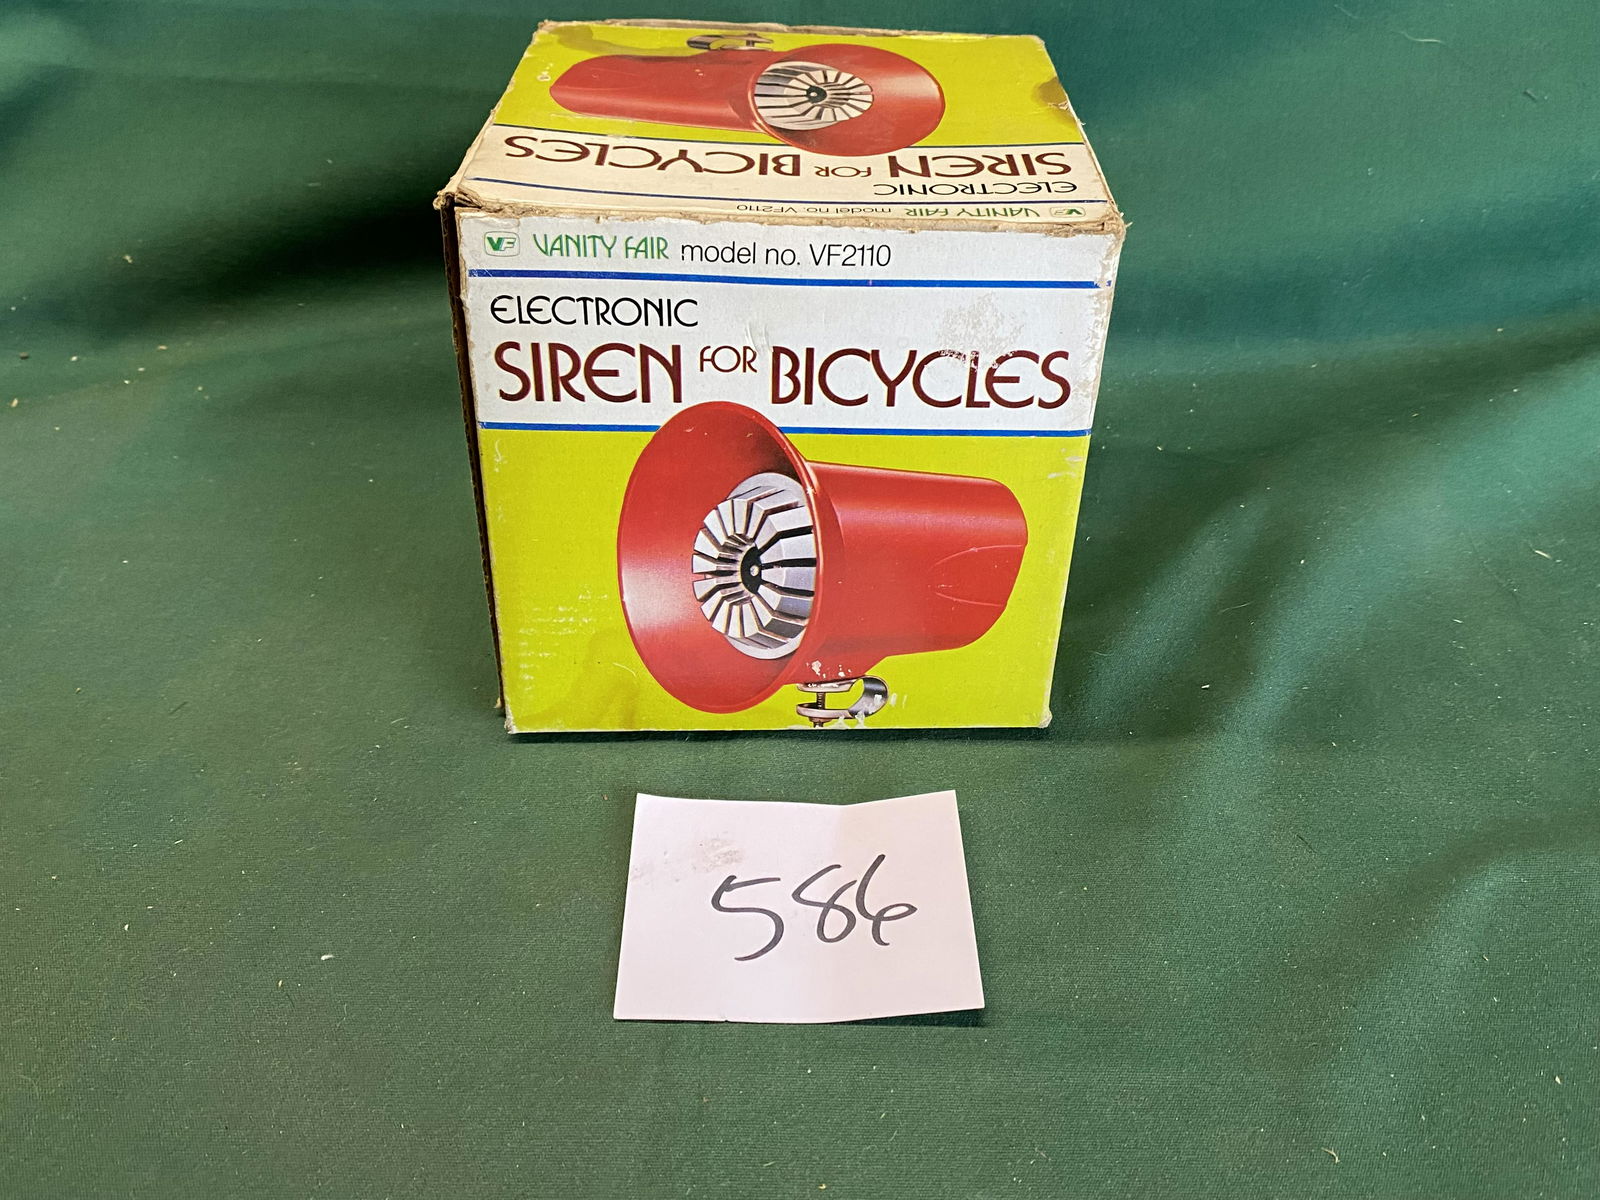 SIREN FOR BICYCLES
ELECTRONIC
VF VANITY FAIR model no. VF2110
VF VANITY FAIR model no. VF2110
ELECTRONIC
SIREN FOR BICYCLES
586